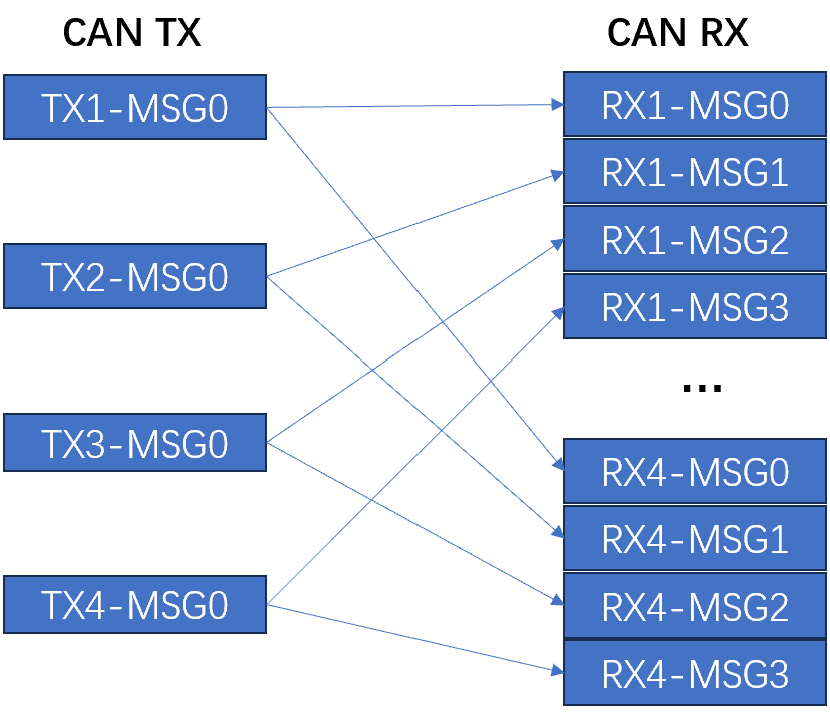 CAN TX
CAN RX
TX1-MSG0
RX1-MSG0
RX1-MSG1
TX2-MSG0
RX1-MSG2
RX1-MSG3
...
TX3-MSG0
RX4-MSG0
RX4-MSG1
TX4-MSG0
RX4-MSG2
RX4-MSG3